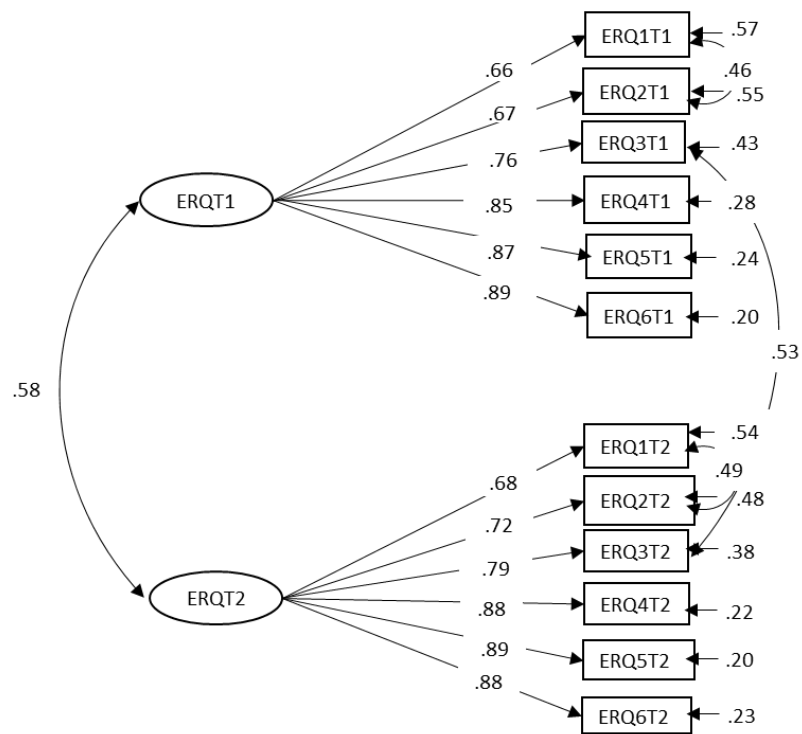 ERQ1T1
.57
.66
.46
ERQ2T1
.55
.67
ERQ3T1
.43
.76
ERQT1
ERQ4T1
.28
.85
ERQ5T1
.24
.87
.89
ERQ6T1
.20
.53
.58
ERQ1T2
.54
.68
.49
ERQ2T2
.48
.72
ERQ3T2
.38
.79
ERQT2
ERQ4T2
.22
.88
.89
ERQ5T2
.20
.88
ERQ6T2
.23